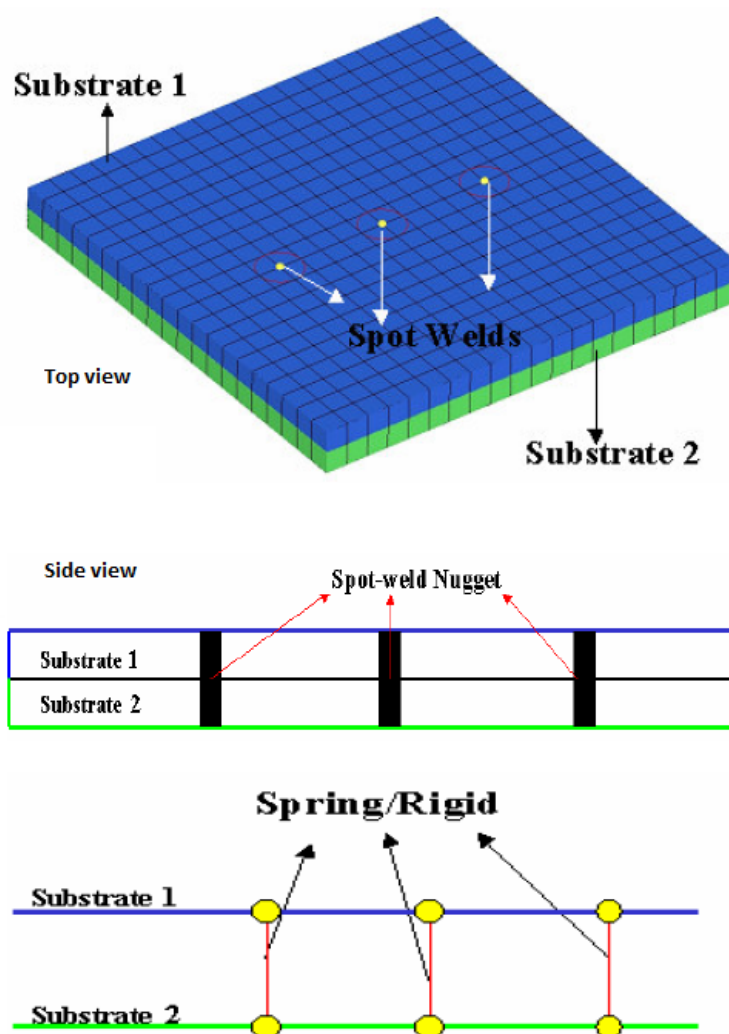 Substrate 1
Spot Welds
Top view
Substrate 2
Side view
Spot-weld Nugget
Substrate 1
Substrate 2
Spring/Rigid
Substrate 1
Substrate 2